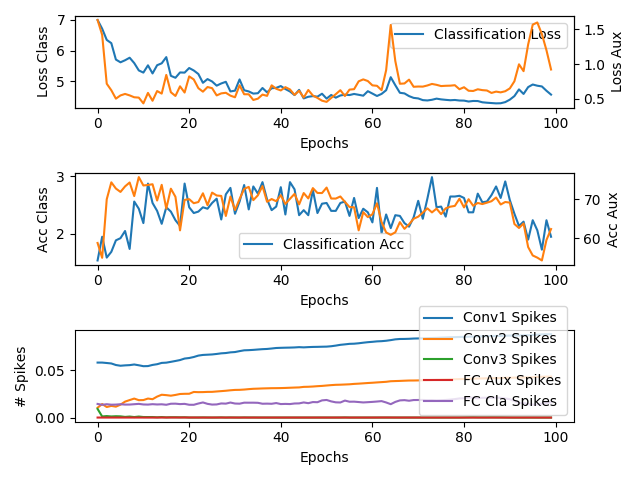 7
6
5
Loss Class
1.5
1.0
0.5
Loss Aux
Classification Loss
0 20 40 60 80 100
Epochs
3
2
Acc Class
70
60
Acc Aux
Classification Acc
0 20 40 60 80 100
Epochs
0.05
0.00
# Spikes
Conv1 Spikes
Conv2 Spikes
Conv3 Spikes
FC Aux Spikes
FC Cla Spikes
0 20 40 60 80 100
Epochs